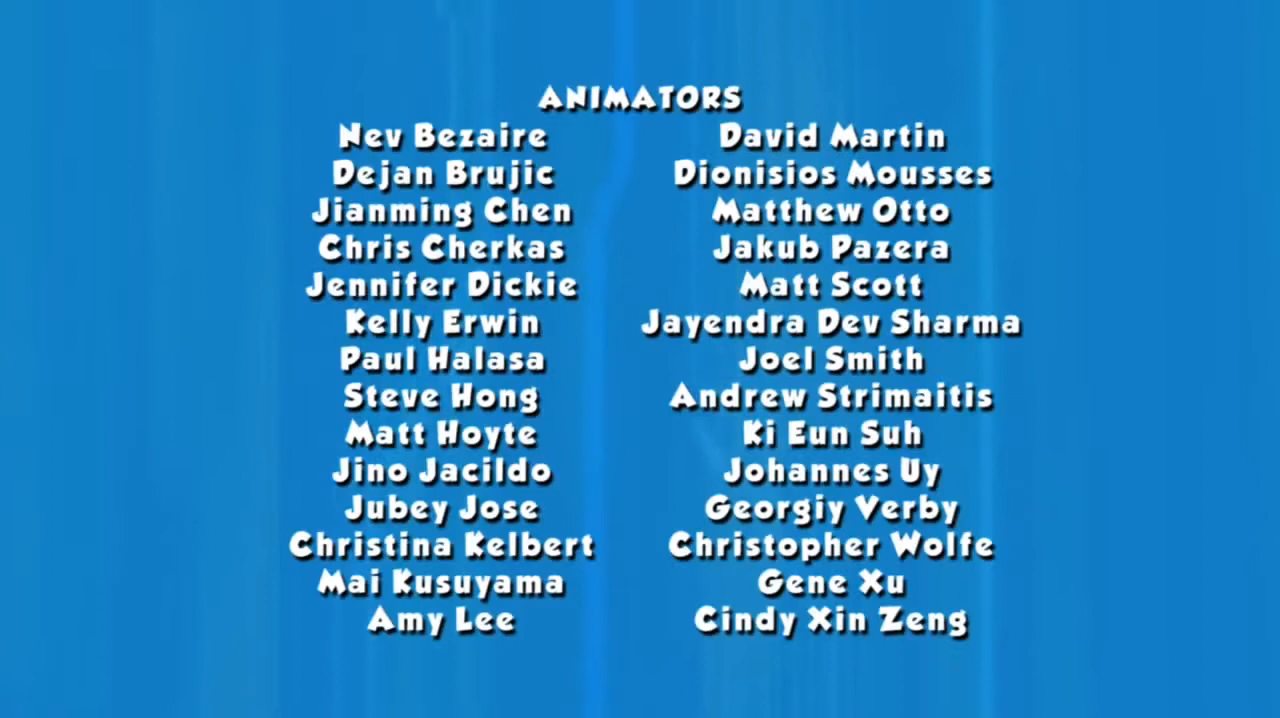 ANIMATORS
Nev Bezaire
Dejan Brujic
Jianming Chen
Chris Cherkas
Jennifer Dickie
Kelly Erwin
Paul Halasa
Steve Hong
Matt Hoyte
Jino Jacildo
Jubey Jose
Christina Kelbert
Mai Kusuyama
Amy Lee
David Martin
Dionisios Mousses
Matthew Otto
Jakub Pazera
Matt Scott
Jayendra Dev Sharma
Joel Smith
Andrew Strimaitis
Ki Eun Suh
Johannes Uy
Georgiy Verby
Christopher Wolfe
Gene Xu
Cindy Xin Zeng